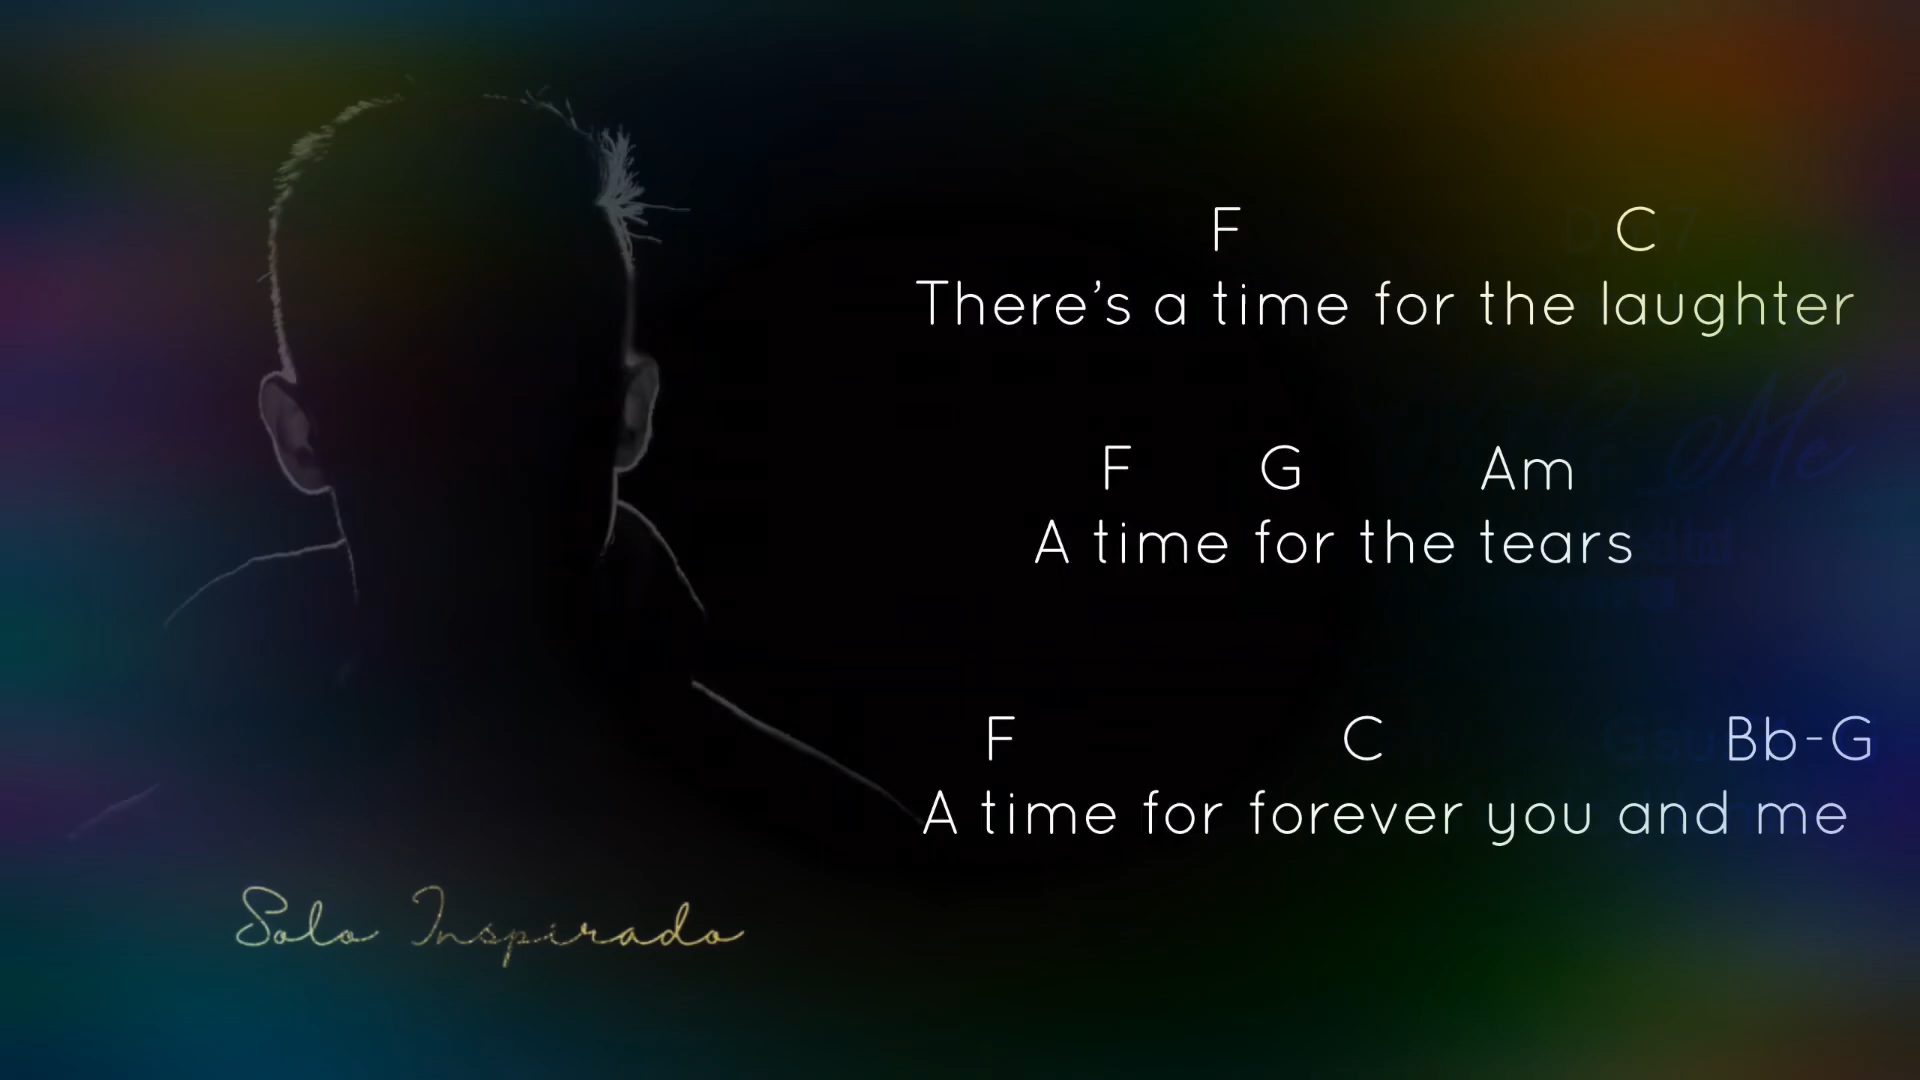 F C
There's a time for the laughter
F G Am
A time for the tears
F C Bb-G
A time for forever you and me
Solo Inspirado